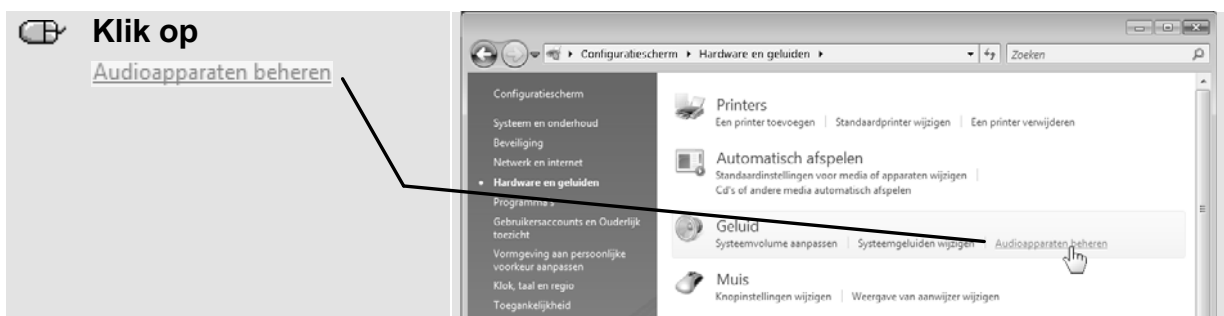 Klik op
Audioapparaten beheren
Configuratiescherm Hardware en geluiden
Zoeken
Configuratiescherm
Systeem en onderhoud
Beveiliging
Netwerk en internet
Hardware en geluiden
Programma's
Gebruikersaccounts en Ouderlijk
toezicht
Vormgeving aan persoonlijke
voorkeur aanpassen
Klok, taal en regio
Toegankelijkheid
Printers
Een printer toevoegen | Standaardprinter wijzigen | Een printer verwijderen
Automatisch afspelen
Standaardinstellingen voor media of apparaten wijzigen |
Cd's of andere media automatisch afspelen
Geluid
Systeemvolume aanpassen | Systeemgeluiden wijzigen | Audioapparaten beheren
Muis
Knopinstellingen wijzigen | Weergave van aanwijzer wijzigen